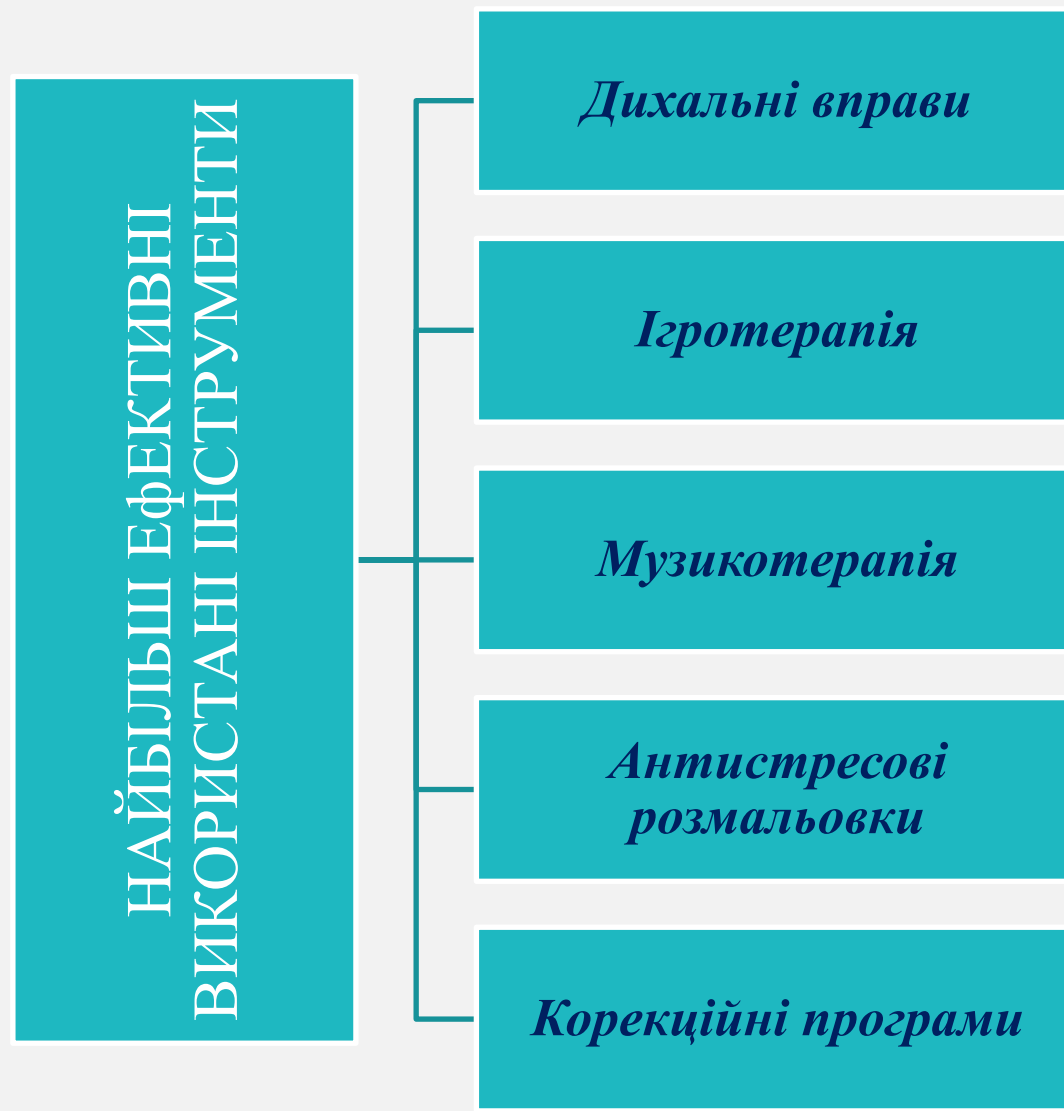 НАЙБІЛЬШ ЕфЕКТИВНІ
ВИКОРИСТАНІ ІНСТРУМЕНТИ
Дихальні вправи
Ігротерапія
Музикотерапія
Антистресові
розмальовки
Корекційні програми